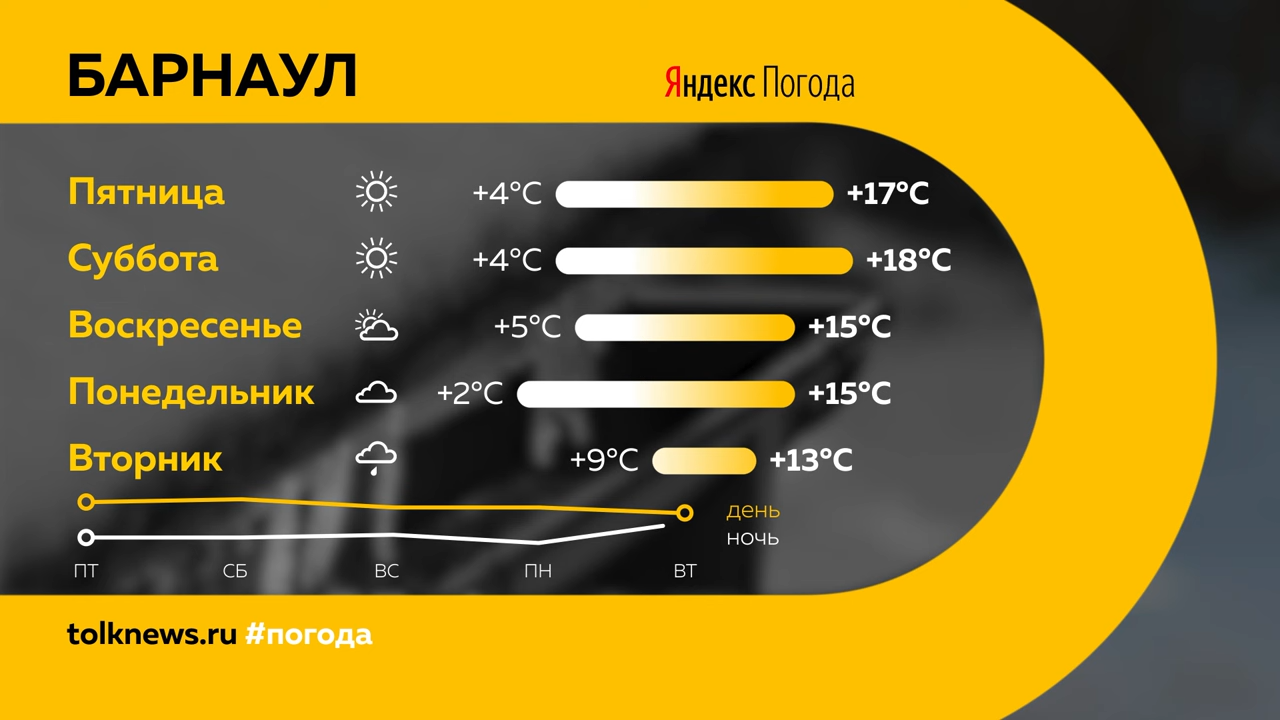 БАРНАУЛ
Яндекс Погода
Пятница +4°C +17°C
Суббота +4°C +18°C
Воскресенье +5°C +15°C
Понедельник +2°C +15°C
Вторник +9°C +13°C
день
ночь
ПТ СБ ВС ПН ВТ
tolknews.ru #погода